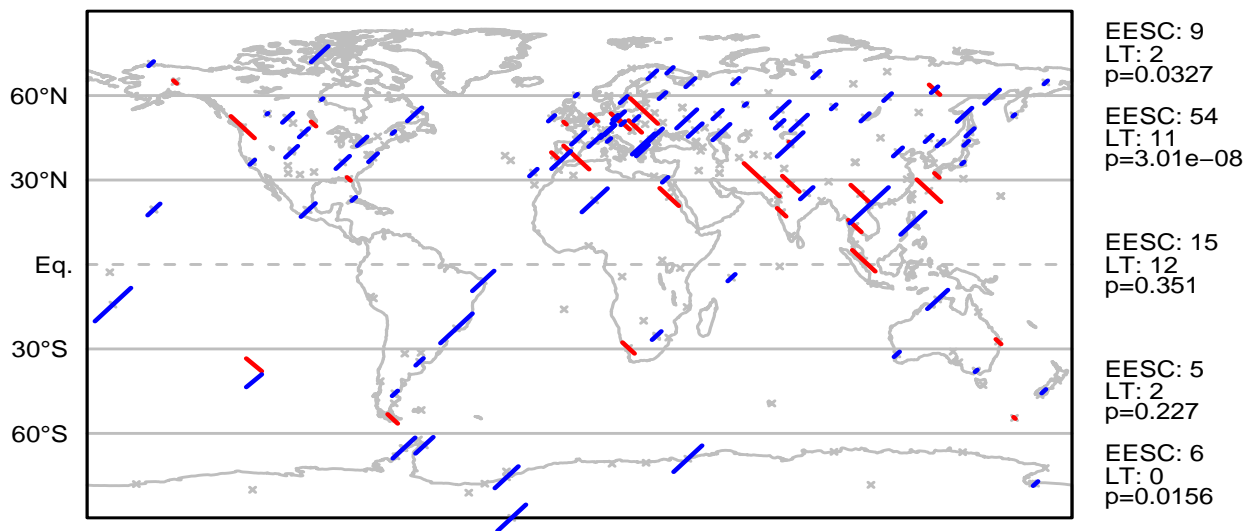 60°N
30°N
Eq.
30°S
60°S
EESC: 9
LT: 2
p=0.0327
EESC: 54
LT: 11
p=3.01e−08
EESC: 15
LT: 12
p=0.351
EESC: 5
LT: 2
p=0.227
EESC: 6
LT: 0
p=0.0156